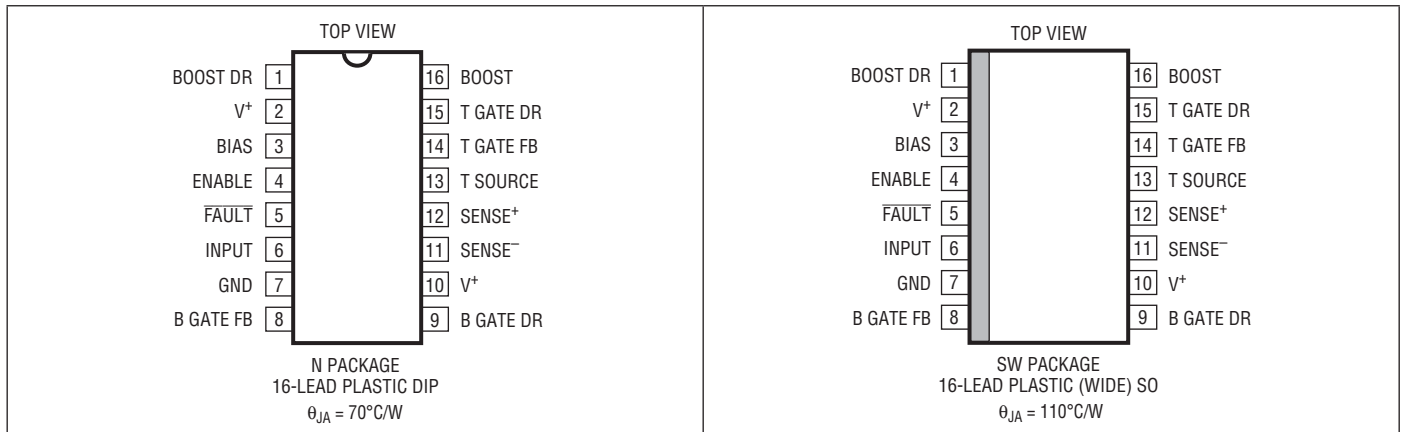 TOP VIEW
BOOST DR 1
16 BOOST
V+ 2
15 T GATE DR
BIAS 3
14 T GATE FB
ENABLE 4
13 T SOURCE
FAULT 5
12 SENSE+
INPUT 6
11 SENSE–
GND 7
10 V+
B GATE FB 8
9 B GATE DR
N PACKAGE
16-LEAD PLASTIC DIP
θJA = 70°C/W
TOP VIEW
BOOST DR 1
16 BOOST
V+ 2
15 T GATE DR
BIAS 3
14 T GATE FB
ENABLE 4
13 T SOURCE
FAULT 5
12 SENSE+
INPUT 6
11 SENSE–
GND 7
10 V+
B GATE FB 8
9 B GATE DR
SW PACKAGE
16-LEAD PLASTIC (WIDE) SO
θJA = 110°C/W